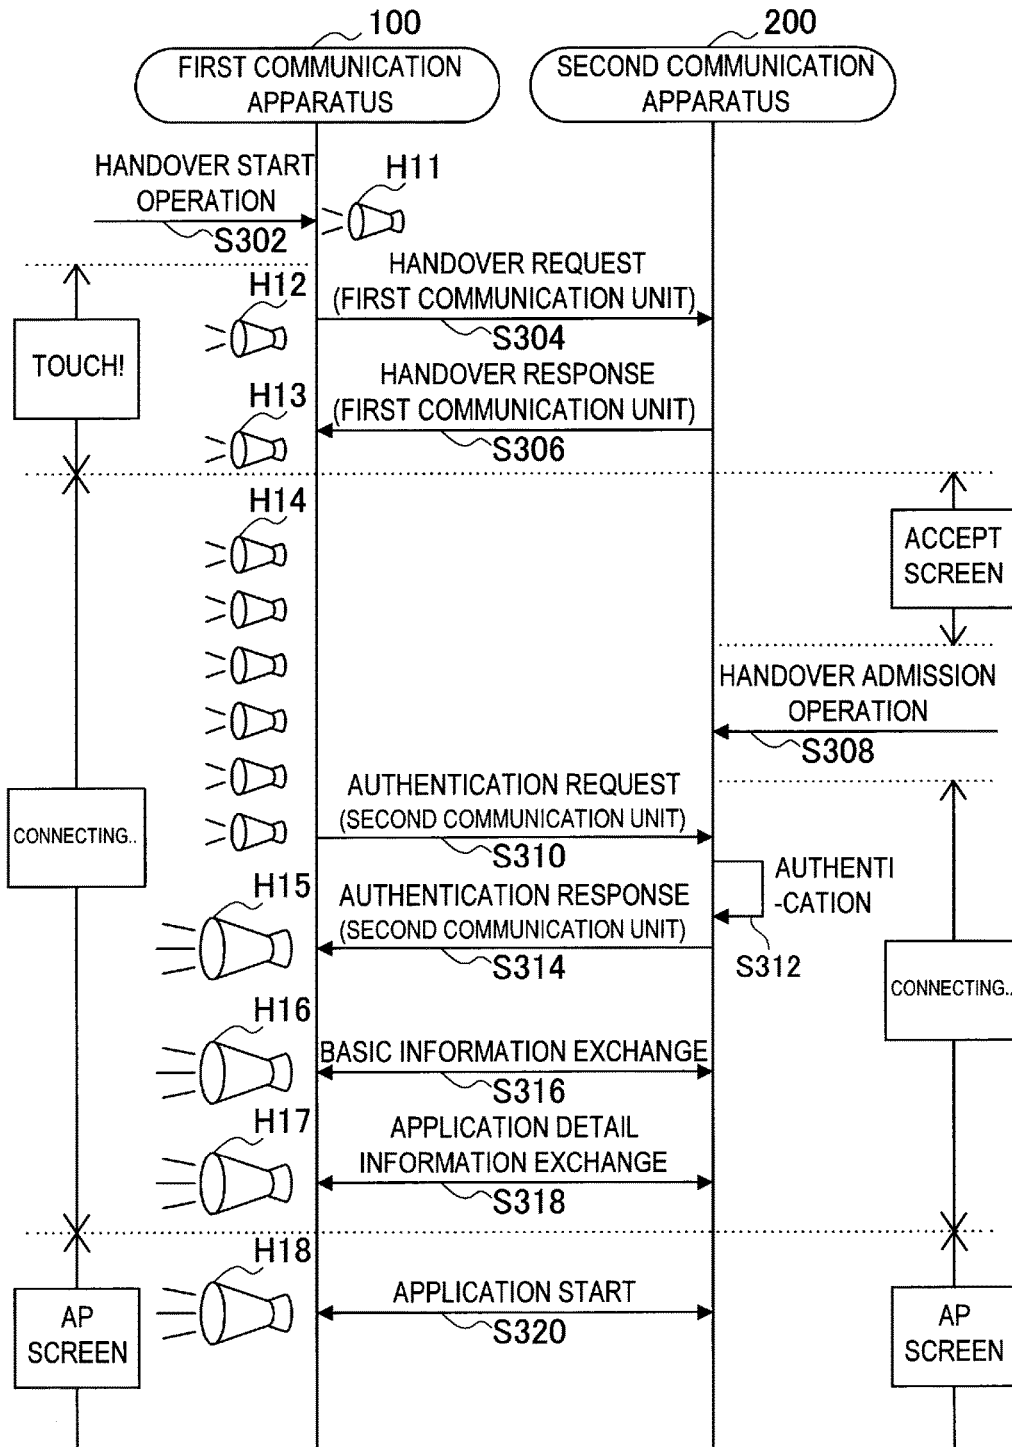 100
200
FIRST COMMUNICATION
APPARATUS
SECOND COMMUNICATION
APPARATUS
HANDOVER START
OPERATION
S302
H11
H12
HANDOVER REQUEST
(FIRST COMMUNICATION UNIT)
S304
TOUCH!
H13
HANDOVER RESPONSE
(FIRST COMMUNICATION UNIT)
S306
H14
ACCEPT
SCREEN
HANDOVER ADMISSION
OPERATION
S308
CONNECTING..
AUTHENTICATION REQUEST
(SECOND COMMUNICATION UNIT)
S310
AUTHENTI
-CATION
S312
H15
AUTHENTICATION RESPONSE
(SECOND COMMUNICATION UNIT)
S314
CONNECTING..
H16
BASIC INFORMATION EXCHANGE
S316
H17
APPLICATION DETAIL
INFORMATION EXCHANGE
S318
H18
APPLICATION START
S320
AP
SCREEN
AP
SCREEN